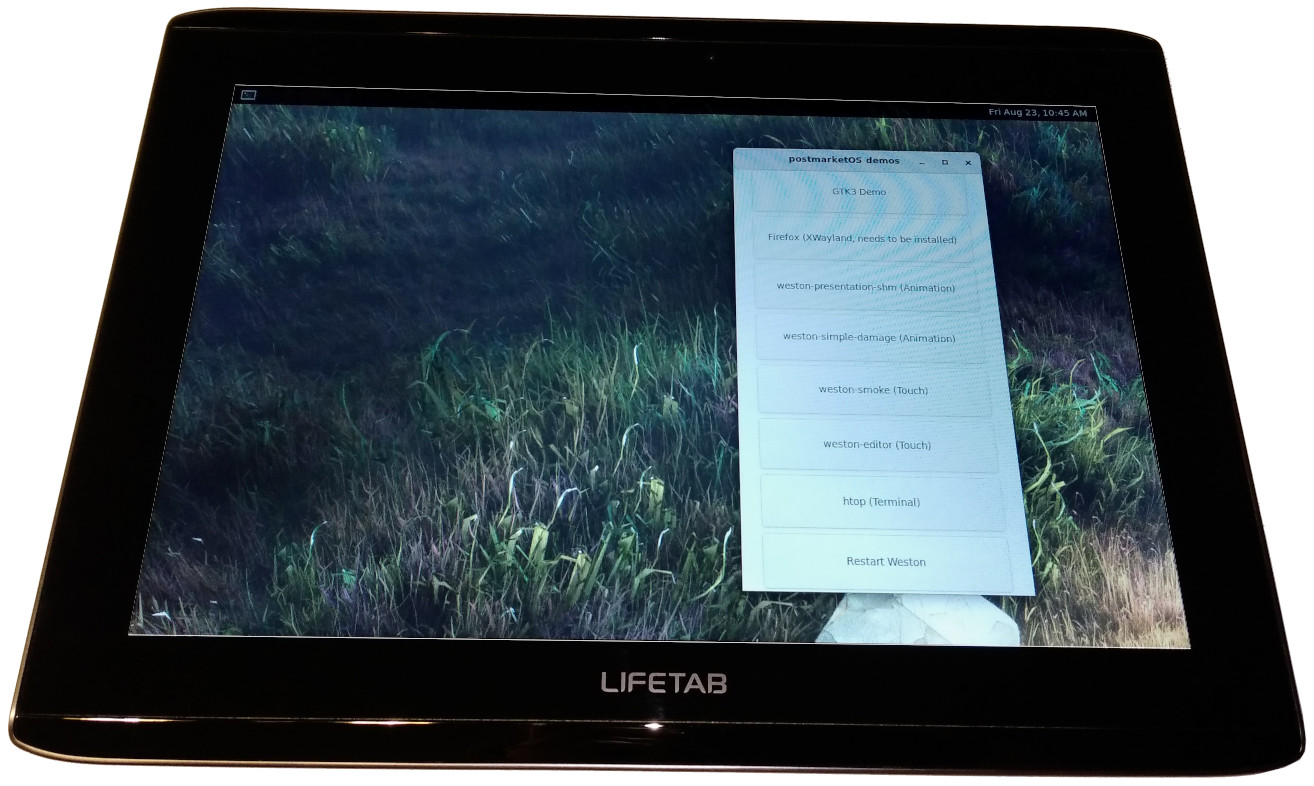 Fri Aug 23, 10:45 AM
postmarketOS demos
GTK3 Demo
Firefox (XWayland, needs to be installed)
weston-presentation-shm (Animation)
weston-simple-damage (Animation)
weston-smoke (Touch)
weston-editor (Touch)
htop (Terminal)
Restart Weston
LIFETAB